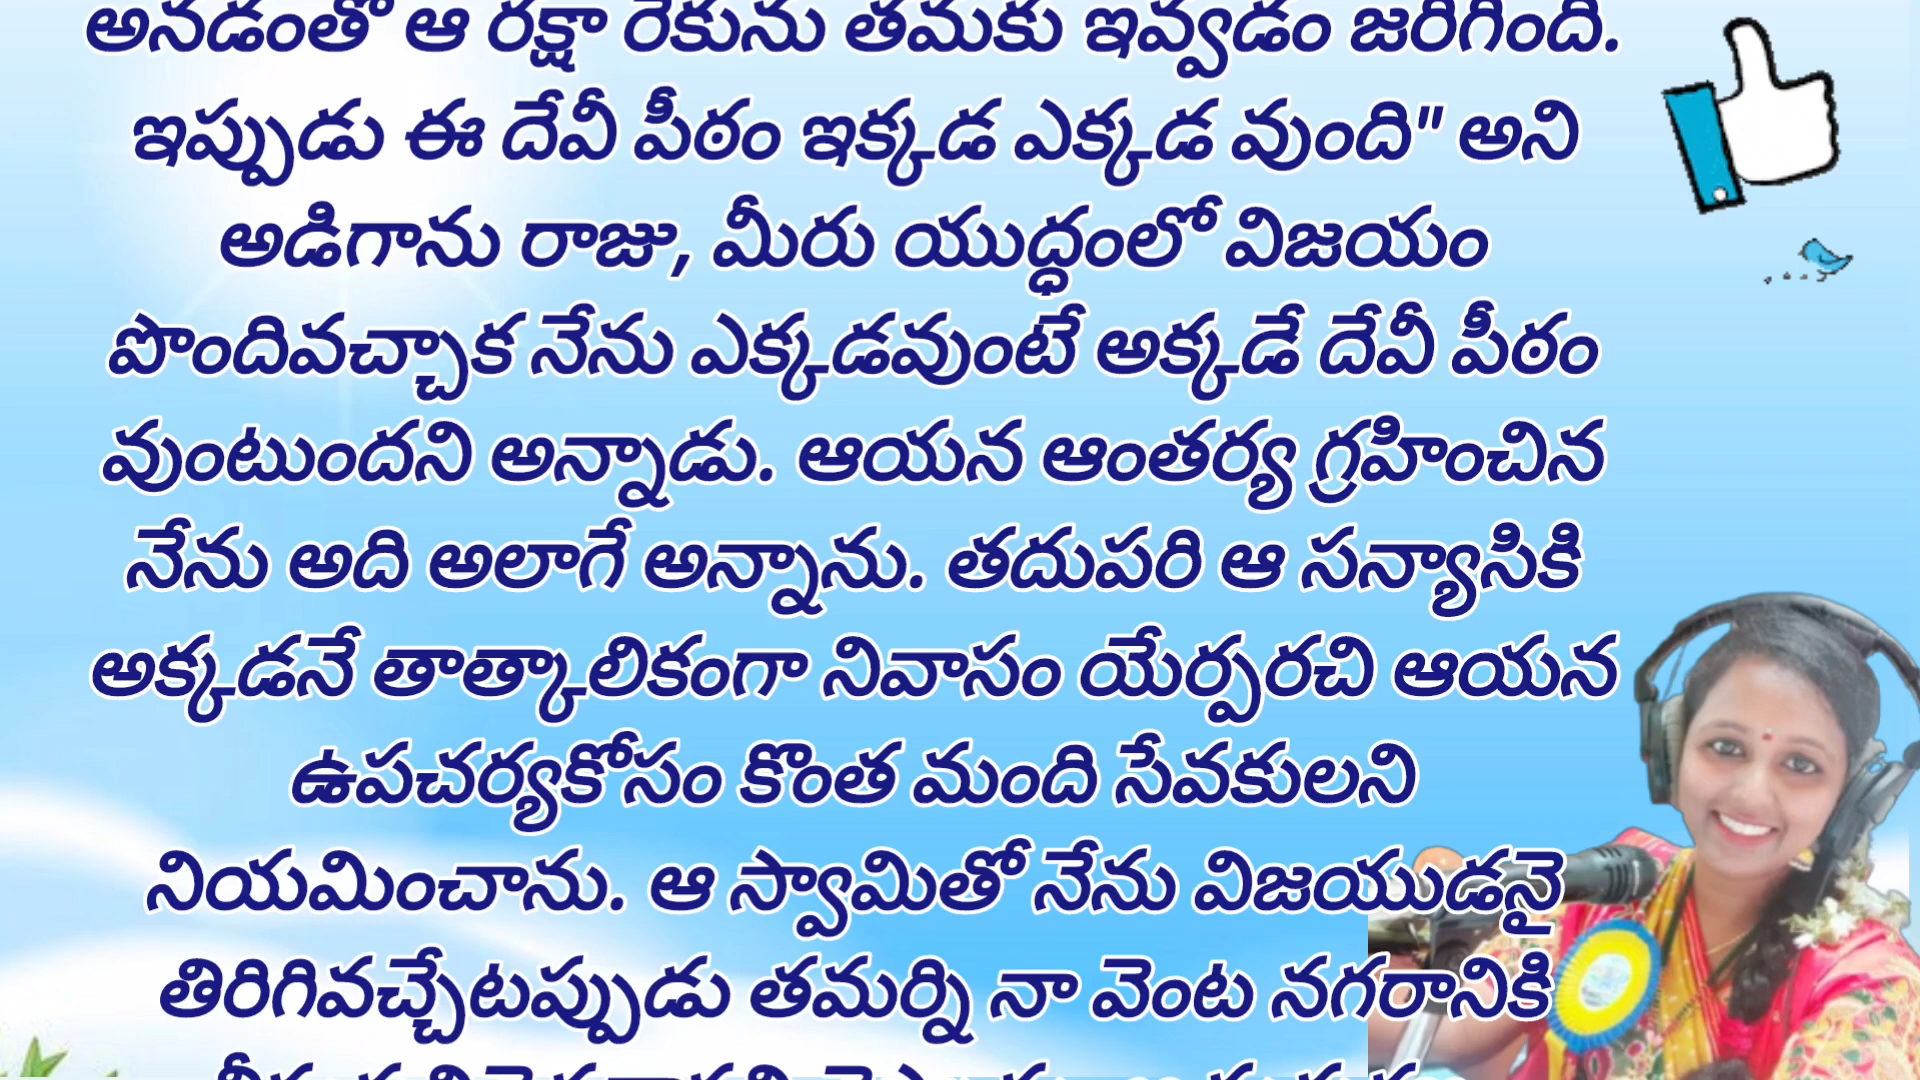 అనడంతో ఆ రక్షా రేకును తమకు ఇవ్వడం జరిగింది.
ఇప్పుడు ఈ దేవీ పీఠం ఇక్కడ ఎక్కడ వుంది" అని
అడిగాను రాజు, మీరు యుద్ధంలో విజయం
పొందివచ్చాక నేను ఎక్కడవుంటే అక్కడే దేవీ పీఠం
వుంటుందని అన్నాడు. ఆయన ఆంతర్య గ్రహించిన
నేను అది అలాగే అన్నాను. తదుపరి ఆ సన్యాసికి
అక్కడనే తాత్కాలికంగా నివాసం యేర్పరచి ఆయన
ఉపచర్యకోసం కొంత మంది సేవకులని
నియమించాను. ఆ స్వామితో నేను విజయుడనై
తిరిగివచ్చేటప్పుడు తమర్ని నా వెంట నగరానికి